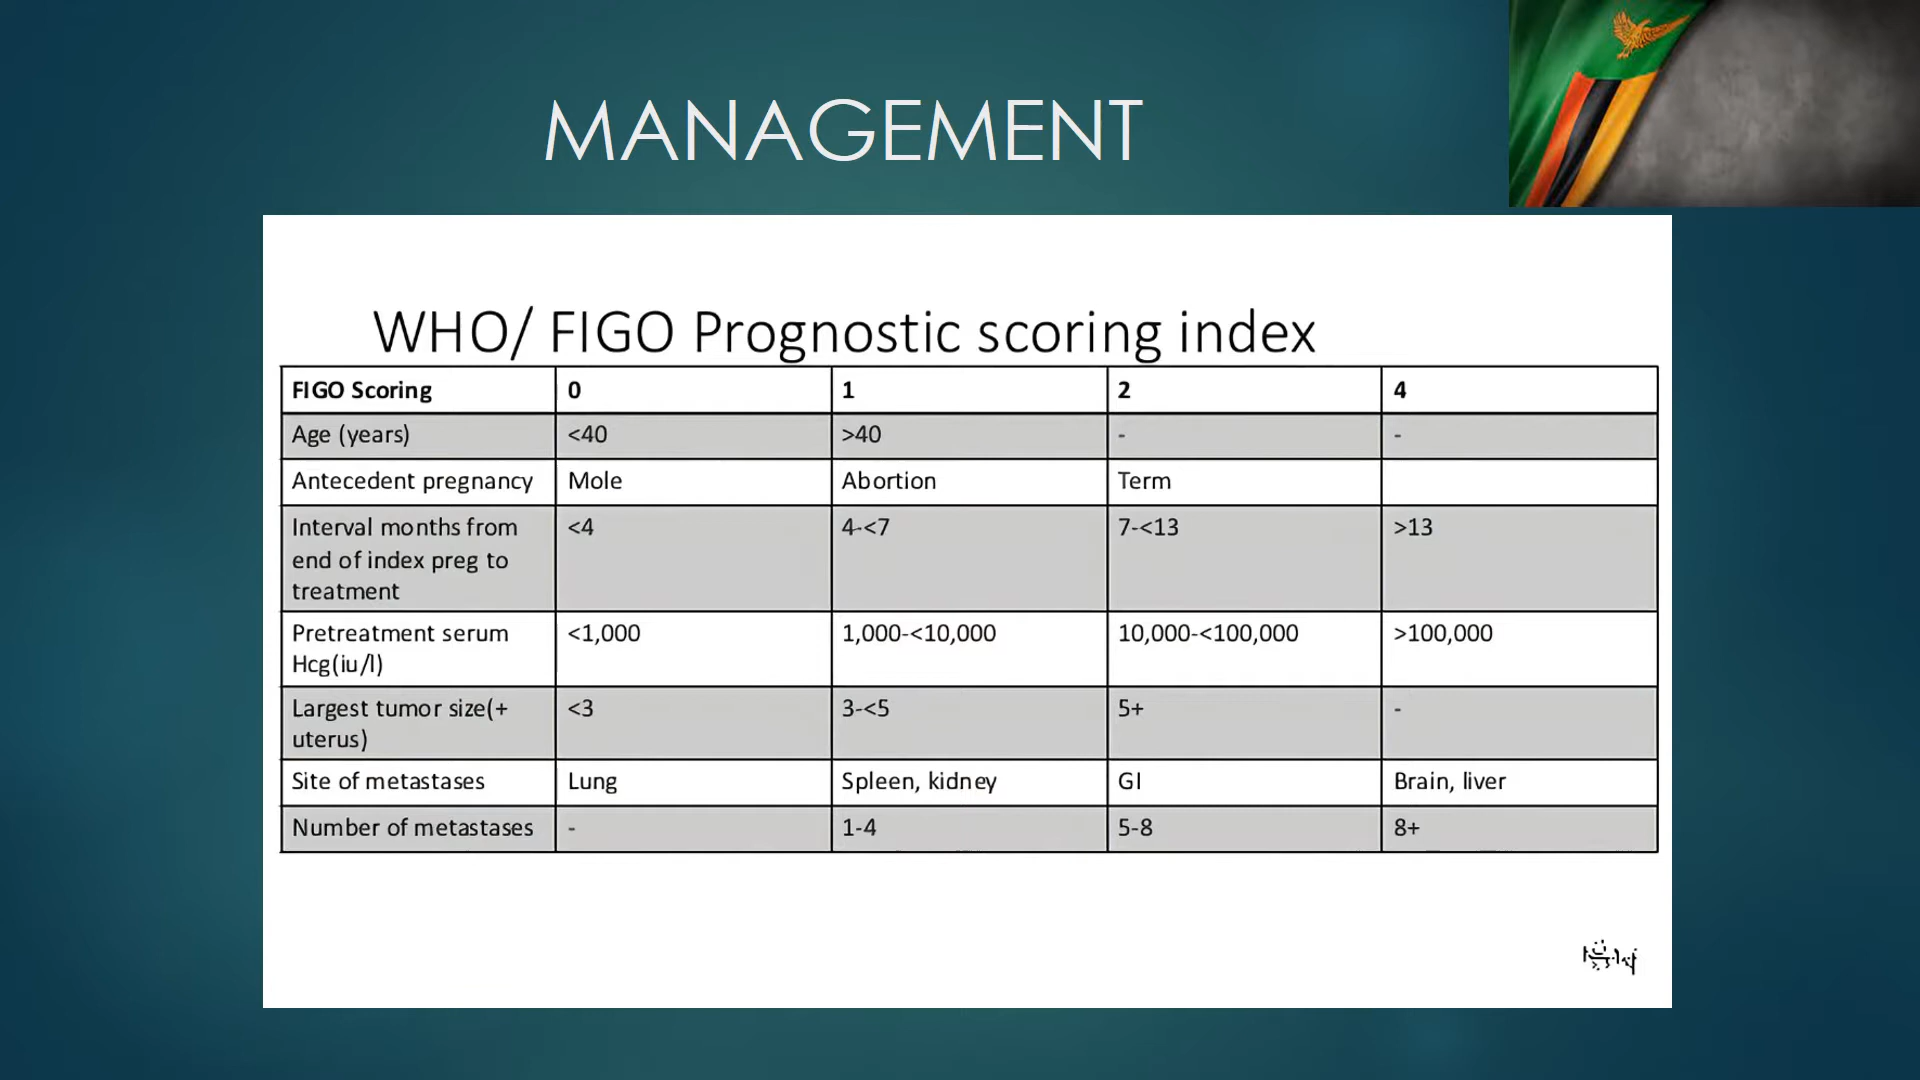 MANAGEMENT
WHO/ FIGO Prognostic scoring index
FIGO Scoring 0 1 2 4
Age (years) <40 >40 - -
Antecedent pregnancy Mole Abortion Term
Interval months from <4 4-<7 7-<13 >13
end of index preg to
treatment
Pretreatment serum <1,000 1,000-<10,000 10,000-<100,000 >100,000
Hcg(iu/l)
Largest tumor size(+ <3 3-<5 5+ -
uterus)
Site of metastases Lung Spleen, kidney GI Brain, liver
Number of metastases - 1-4 5-8 8+